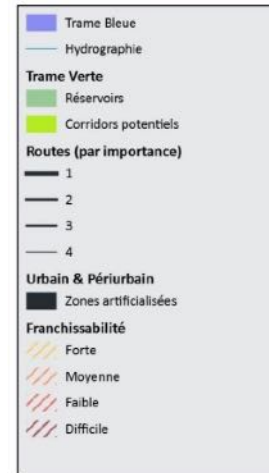 Trame Bleue
Hydrographie
Trame Verte
Réservoirs
Corridors potentiels
Routes (par importance)
1
2
3
4
Urbain & Périurbain
Zones artificialisées
Franchissabilité
Forte
Moyenne
Faible
Difficile